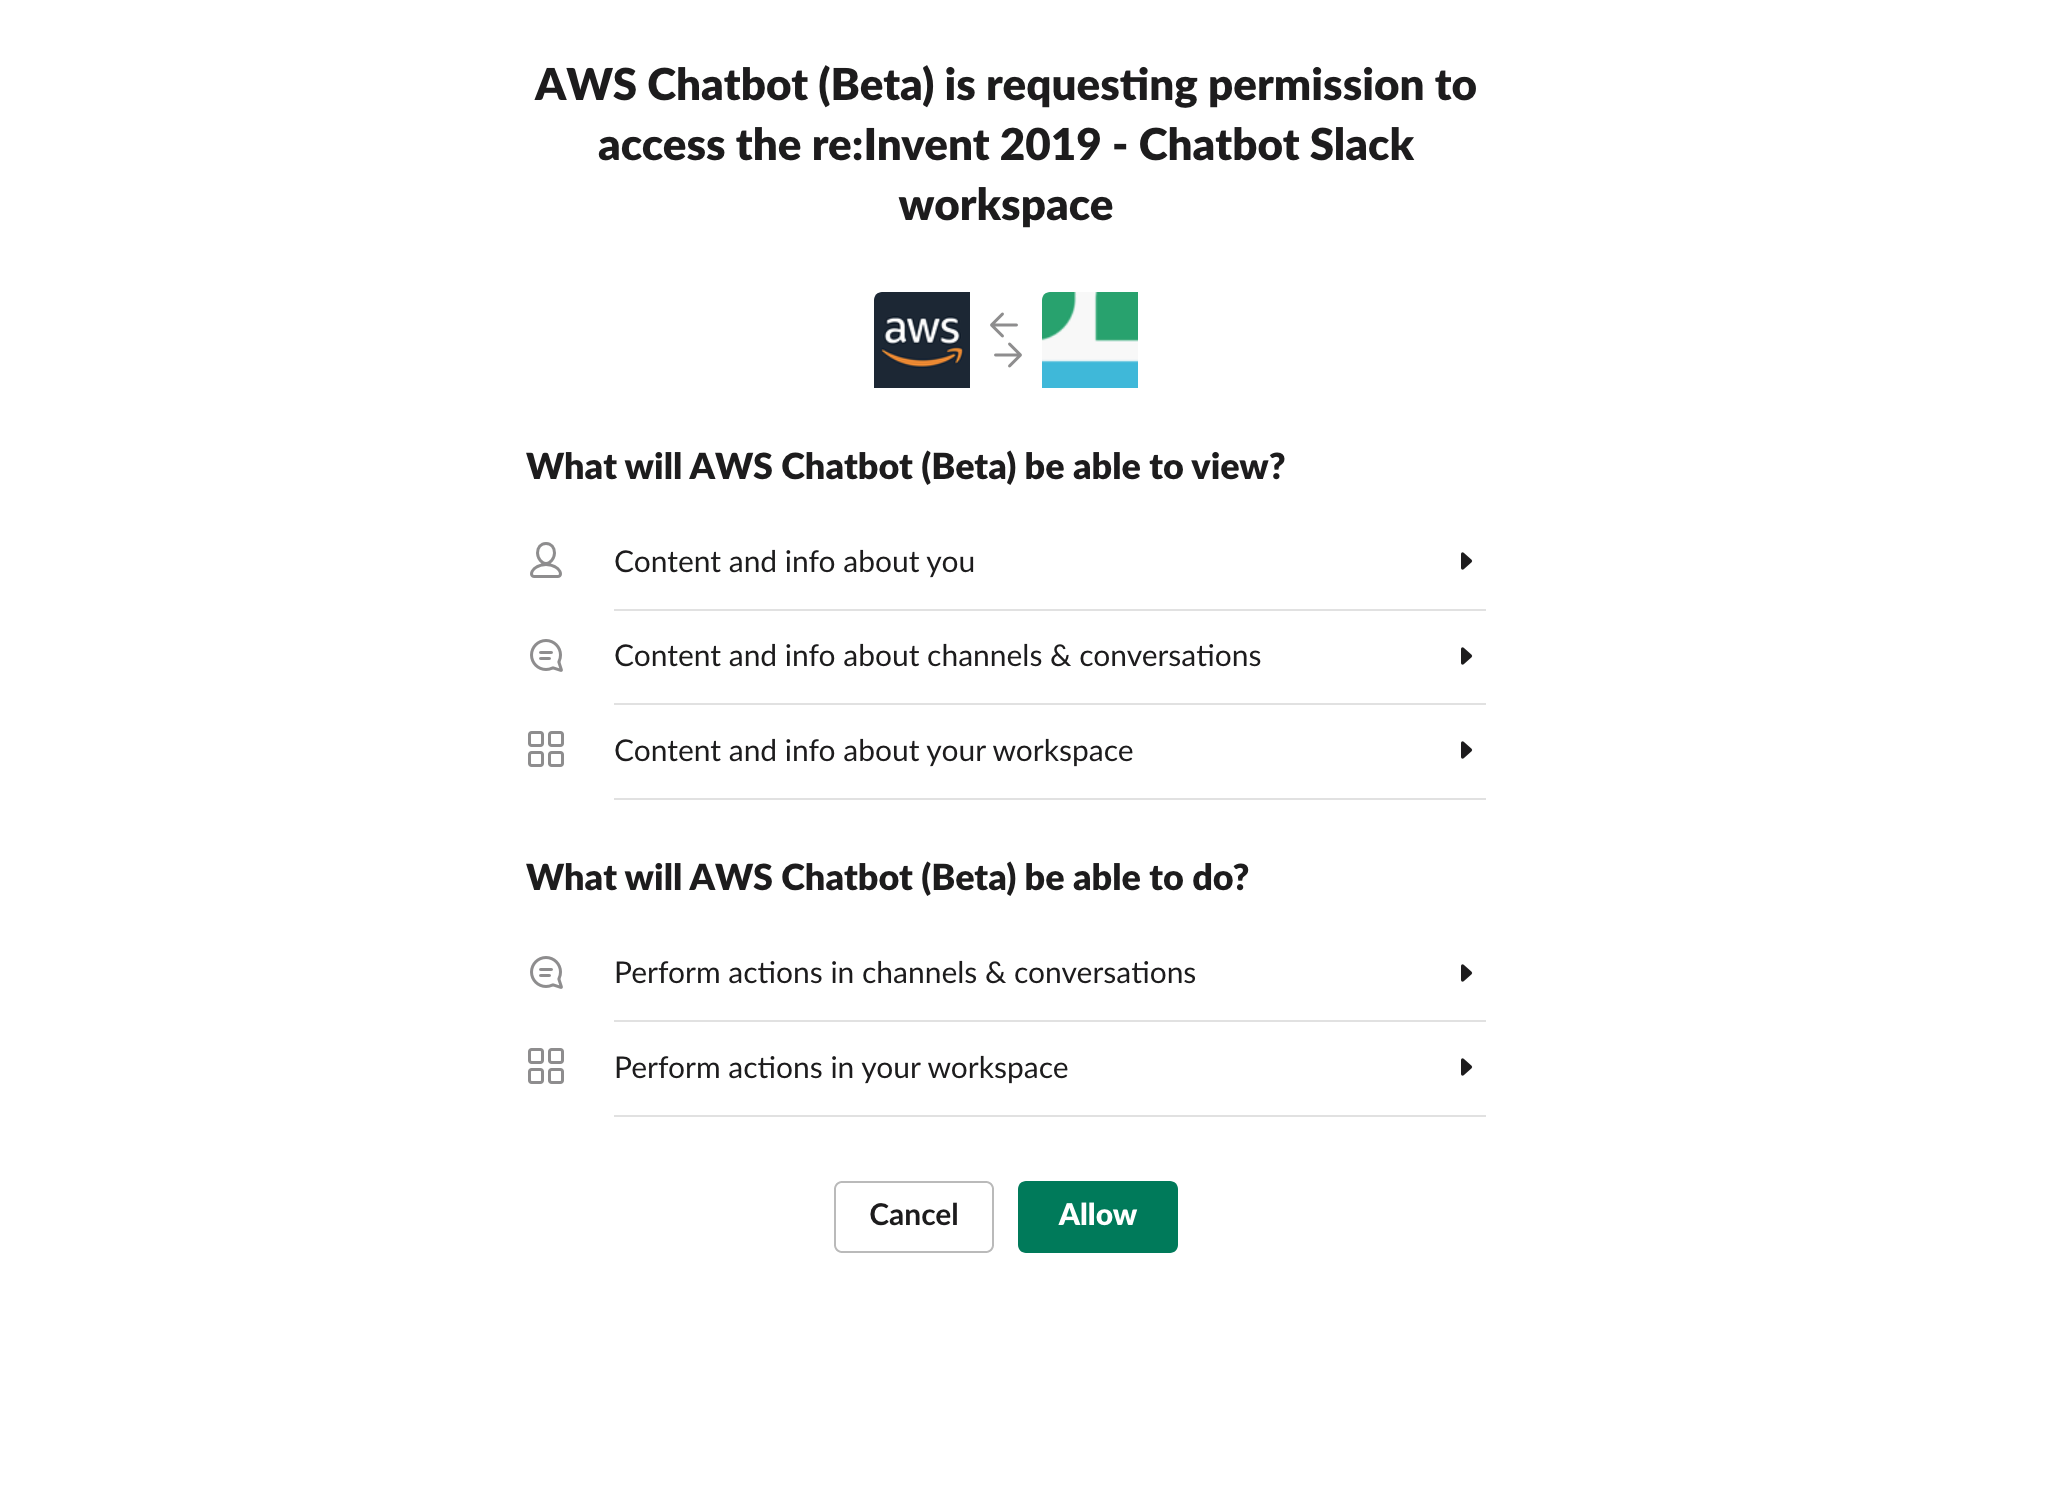 AWS Chatbot (Beta) is requesting permission to
access the re:Invent 2019 - Chatbot Slack
workspace
aws
What will AWS Chatbot (Beta) be able to view?
Content and info about you
Content and info about channels & conversations
Content and info about your workspace
What will AWS Chatbot (Beta) be able to do?
Perform actions in channels & conversations
Perform actions in your workspace
Cancel
Allow